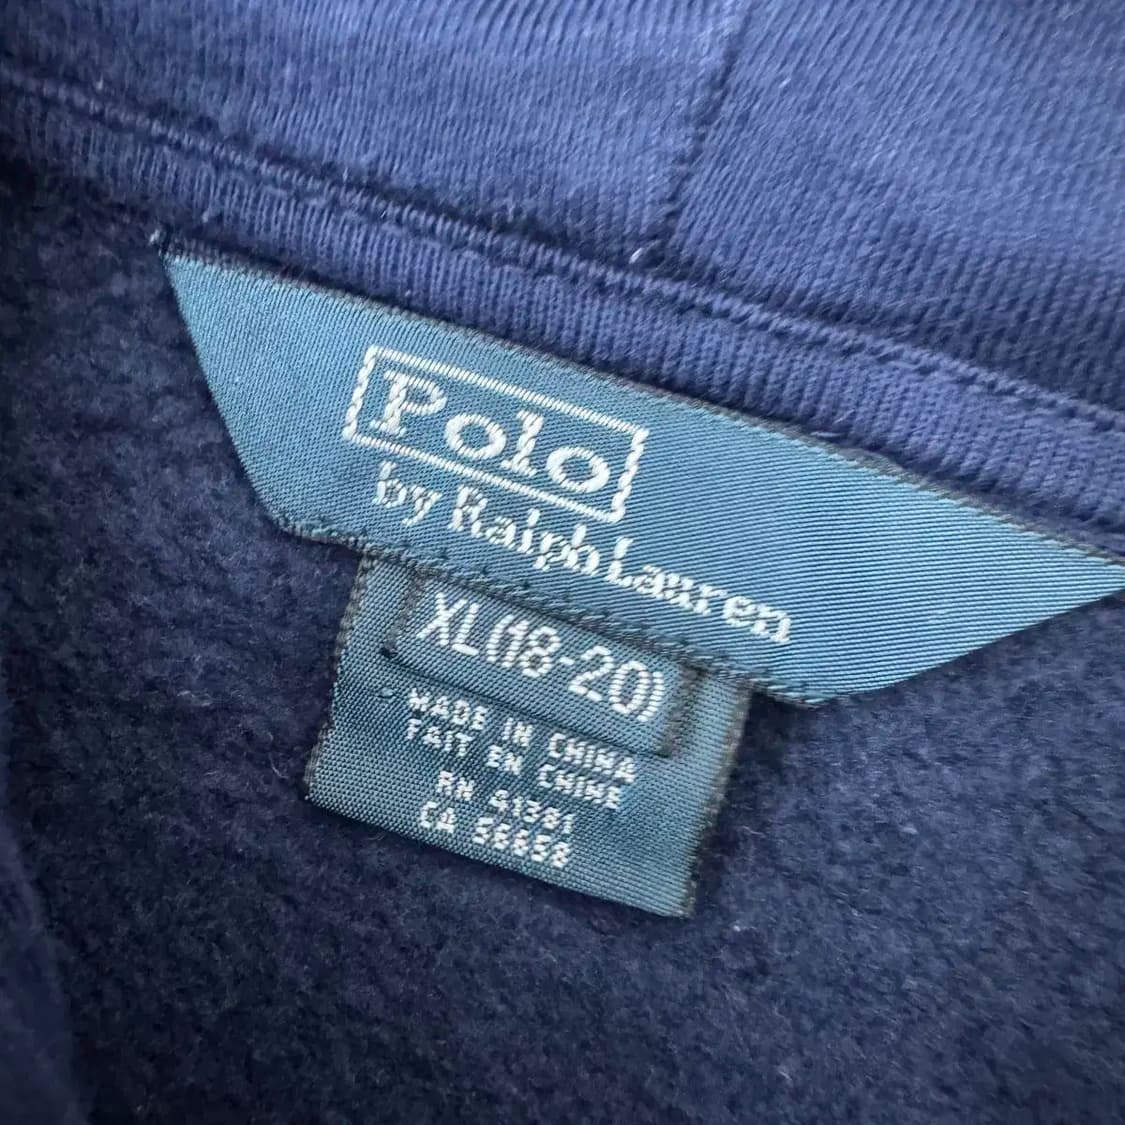 Polo
by Ralph Lauren
XL(18-20)
MADE IN CHINA
FAIT EN CHINE
RN 41381
CA 56658